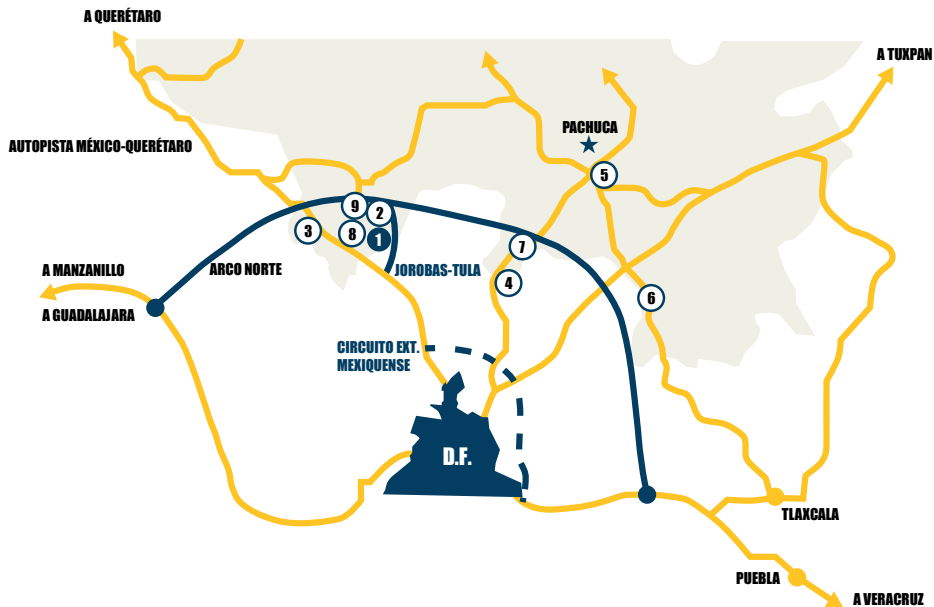 A QUERÉTARO
A TUXPAN
PACHUCA
AUTOPISTA MÉXICO-QUERÉTARO
5
9
2
3
8
1
7
A MANZANILLO
ARCO NORTE
JOROBAS-TULA
4
6
A GUADALAJARA
CIRCUITO EXT.
MEXIQUENSE
D.F.
TLAXCALA
PUEBLA
A VERACRUZ